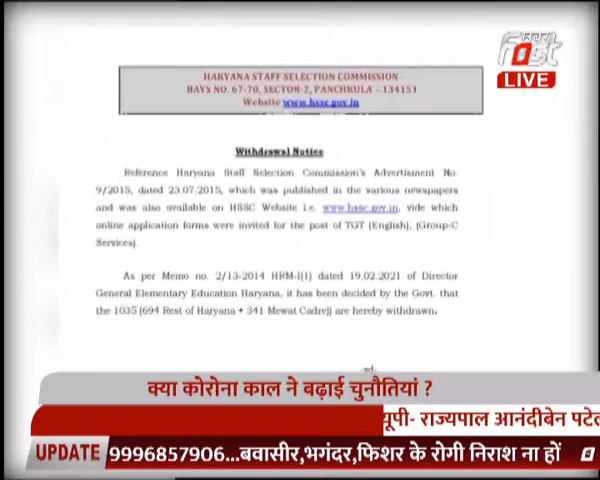 खबर
fast
LIVE
HARYANA STAFF SELECTION COMMISSION
BAYS NO. 67-70, SECTOR-2, PANCHKULA - 134151
Website www.hssc.gov.in
Withdrawal Notice
Reference Haryana Staff Selection Commission's Advertisment No.
9/2015, dated 23.07.2015, which was published in the various newspapers
and was also available on HSSC Website i.e. www.hssc.gov.in, vide which
online application forms were invited for the post of TGT (English), (Group-C
Services).
As per Memo no. 2/13-2014 HRM-I(1) dated 19.02.2021 of Director
General Elementary Education Haryana, it has been decided by the Govt. that
the 1035 (694 Rest of Haryana + 341 Mewat Cadre)) are hereby withdrawn.
क्या कोरोना काल ने बढ़ाई चुनौतियां ?
यूपी- राज्यपाल आनंदीबेन पटेल
UPDATE 9996857906...बवासीर,भगंदर,फिशर के रोगी निराश ना हों